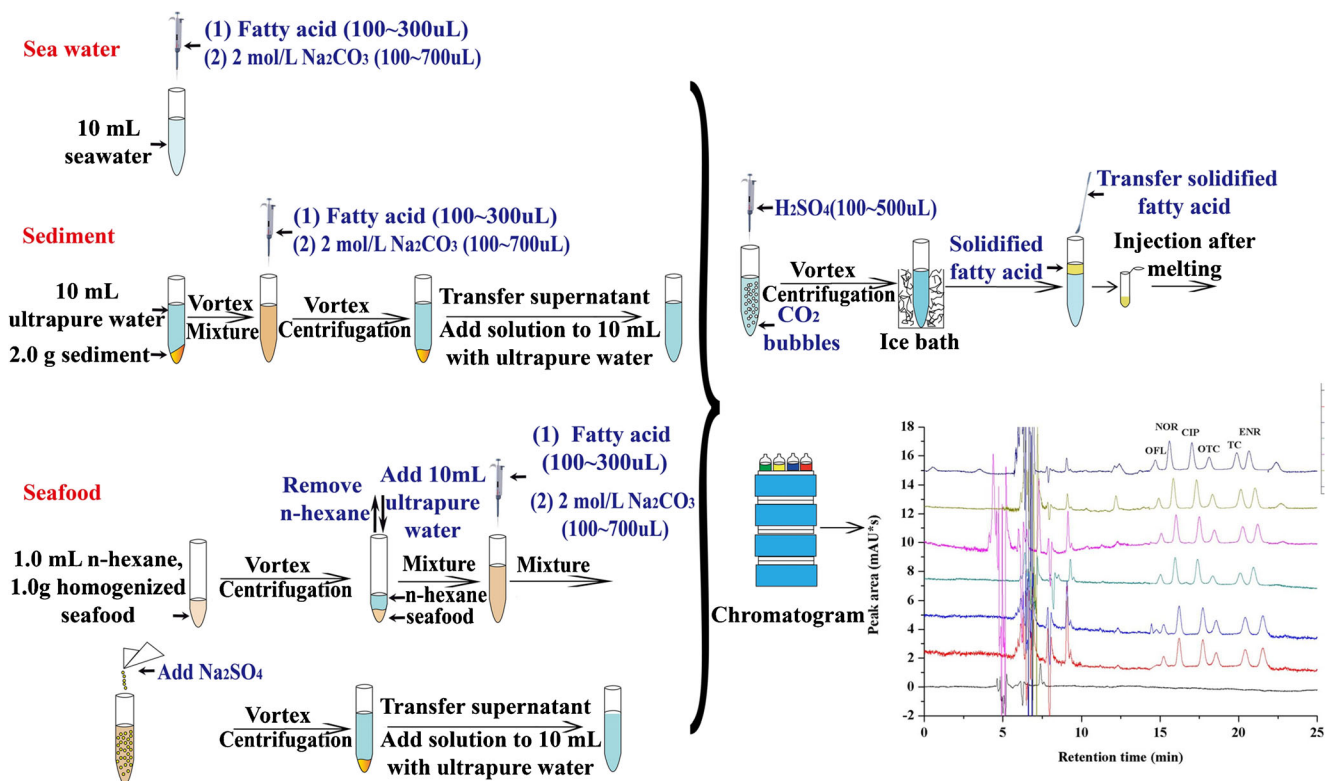 Sea water
(1) Fatty acid (100~300uL)
(2) 2 mol/L Na₂CO₃ (100~700uL)
10 mL
seawater
Sediment
(1) Fatty acid (100~300uL)
(2) 2 mol/L Na₂CO₃ (100~700uL)
10 mL
ultrapure water
2.0 g sediment
Vortex
Mixture
Vortex
Centrifugation
Transfer supernatant
Add solution to 10 mL
with ultrapure water
Seafood
1.0 mL n-hexane,
1.0g homogenized
seafood
Vortex
Centrifugation
Remove
n-hexane
Add 10mL
ultrapure
water
Mixture
n-hexane
seafood
(1) Fatty acid
(100~300uL)
(2) 2 mol/L Na₂CO₃
(100~700uL)
Mixture
Add Na₂SO₄
Vortex
Centrifugation
Transfer supernatant
Add solution to 10 mL
with ultrapure water
H₂SO₄(100~500uL)
CO₂
bubbles
Vortex
Centrifugation
Ice bath
Solidified
fatty acid
Transfer solidified
fatty acid
Injection after
melting
Chromatogram
Peak area (mAU*s)
18
16
14
12
10
8
6
4
2
0
-2
OFL
NOR
CIP
OTC
TC
ENR
0
5
10
15
20
25
Retention time (min)